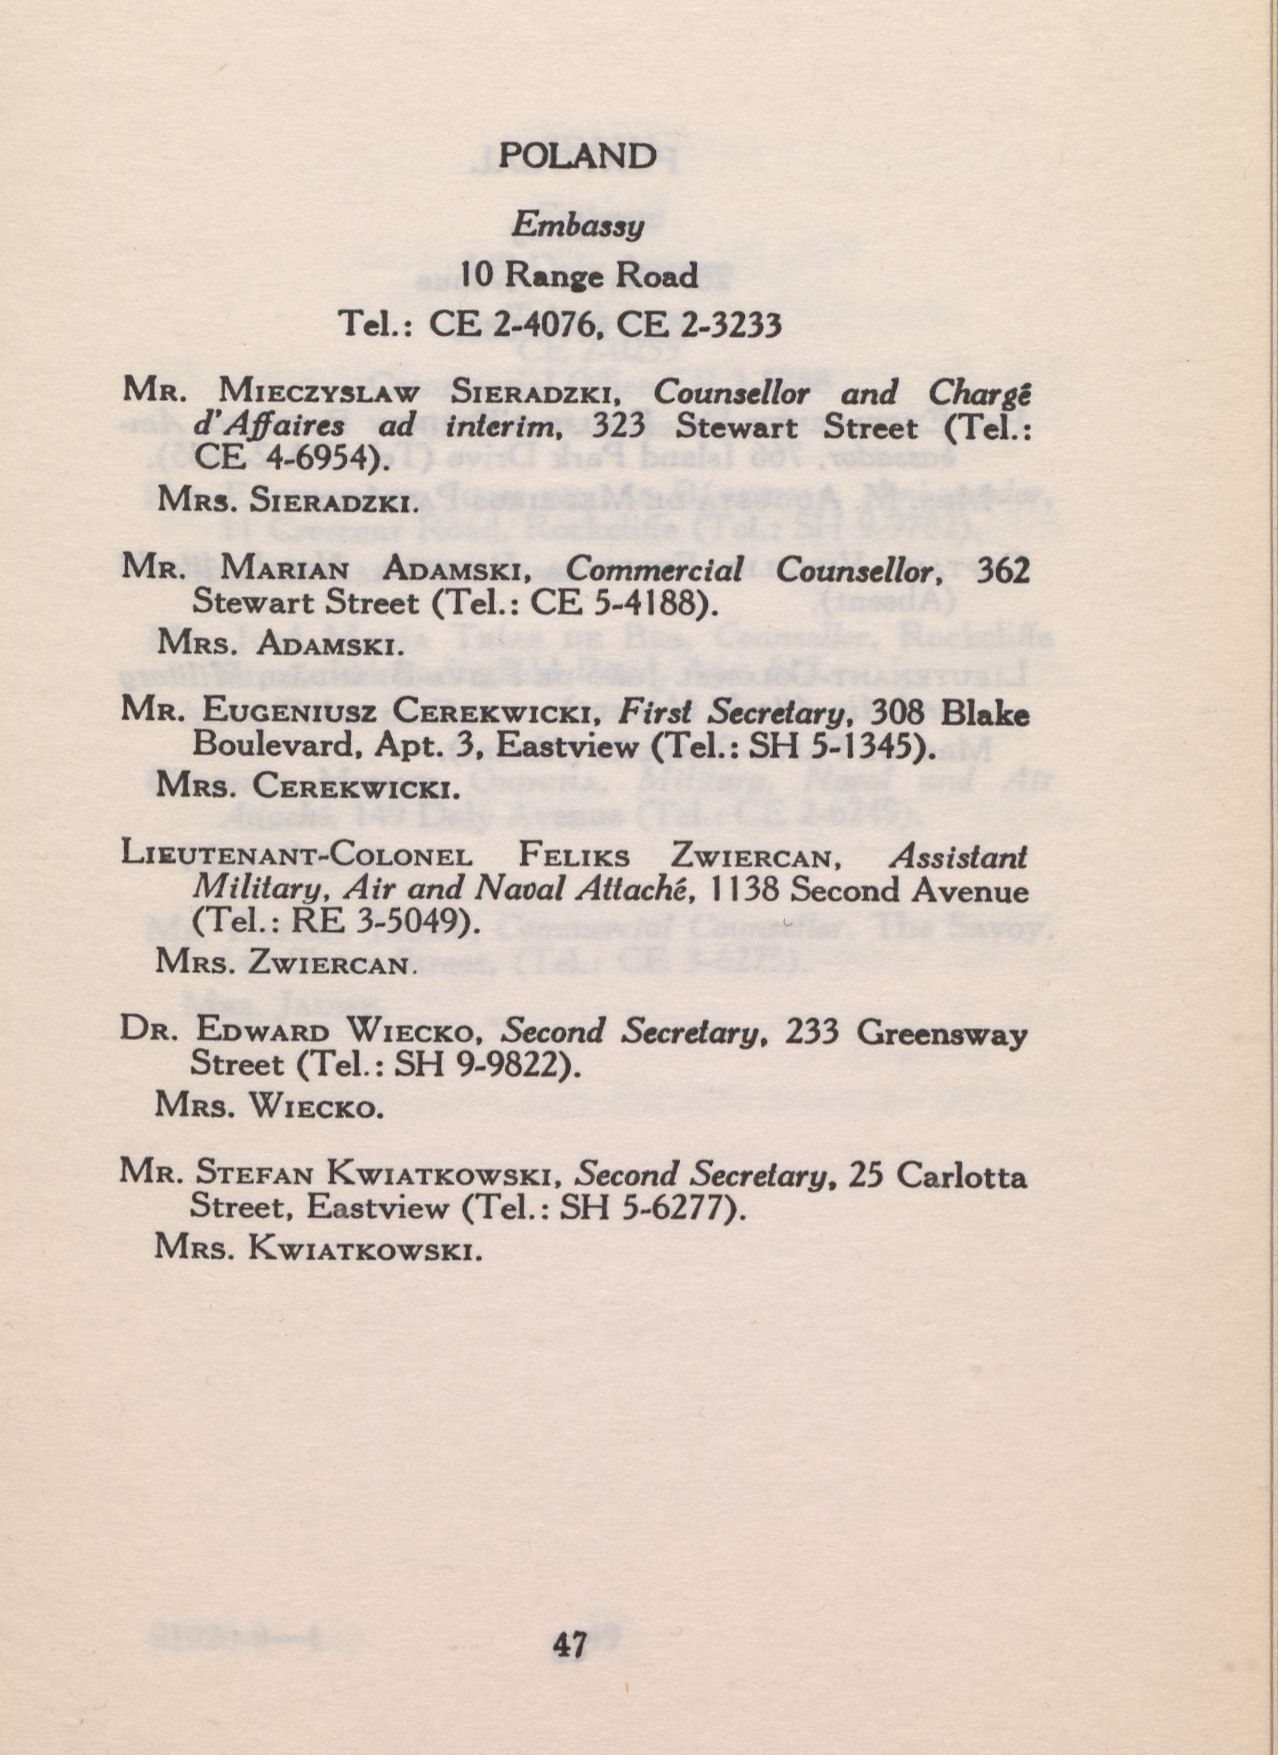 POLAND
Embassy
10 Range Road
Tel.: CE 2-4076, CE 2-3233
MR. MIECZYSLAW SIERADZKI, Counsellor and Chargé
d'Affaires ad interim, 323 Stewart Street (Tel.:
CE 4-6954).
MRS. SIERADZKI.
MR. MARIAN ADAMSKI, Commercial Counsellor, 362
Stewart Street (Tel.: CE 5-4188).
MRS. ADAMSKI.
MR. EUGENIUSZ CEREKWICKI, First Secretary, 308 Blake
Boulevard, Apt. 3, Eastview (Tel.: SH 5-1345).
MRS. CEREKWICKI.
LIEUTENANT-COLONEL FELIKS ZWIERCAN, Assistant
Military, Air and Naval Attaché, 1138 Second Avenue
(Tel.: RE 3-5049).
MRS. ZWIERCAN.
DR. EDWARD WIECKO, Second Secretary, 233 Greensway
Street (Tel.: SH 9-9822).
MRS. WIECKO.
MR. STEFAN KWIATKOWSKI, Second Secretary, 25 Carlotta
Street, Eastview (Tel.: SH 5-6277).
MRS. KWIATKOWSKI.
47